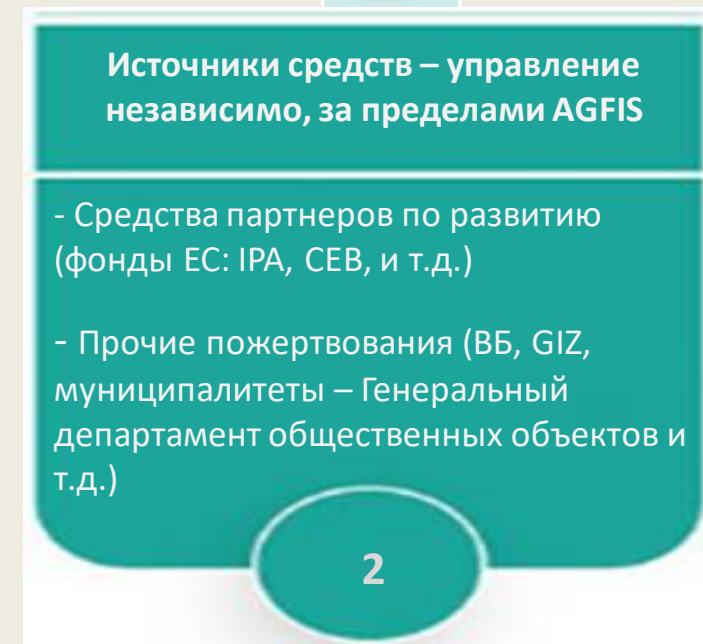 Источники средств – управление
независимо, за пределами AGFIS
- Средства партнеров по развитию
(фонды ЕС: IPA, CEB, и т.д.)
- Прочие пожертвования (ВБ, GIZ,
муниципалитеты – Генеральный
департамент общественных объектов и
т.д.)
2